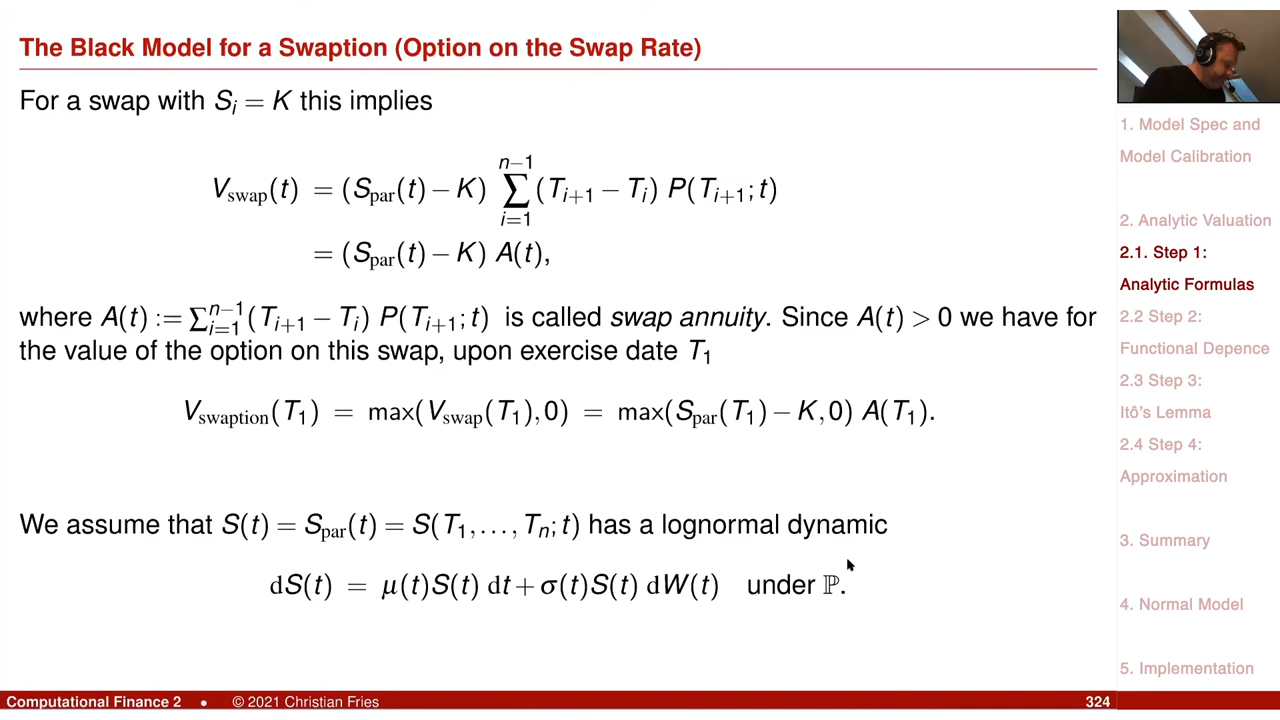 The Black Model for a Swaption (Option on the Swap Rate)
For a swap with S_i = K this implies
V_swap(t) = (S_par(t) − K) ∑_{i=1}^{n−1} (T_{i+1} − T_i) P(T_{i+1}; t)
= (S_par(t) − K) A(t),
where A(t) := ∑_{i=1}^{n−1} (T_{i+1} − T_i) P(T_{i+1}; t) is called swap annuity. Since A(t) > 0 we have for
the value of the option on this swap, upon exercise date T_1
V_swaption(T_1) = max(V_swap(T_1), 0) = max(S_par(T_1) − K, 0) A(T_1).
We assume that S(t) = S_par(t) = S(T_1, …, T_n; t) has a lognormal dynamic
dS(t) = μ(t)S(t) dt + σ(t)S(t) dW(t) under ℙ.
1. Model Spec and
Model Calibration
2. Analytic Valuation
2.1. Step 1:
Analytic Formulas
2.2 Step 2:
Functional Depence
2.3 Step 3:
Itô's Lemma
2.4 Step 4:
Approximation
3. Summary
4. Normal Model
5. Implementation
Computational Finance 2 • © 2021 Christian Fries 324